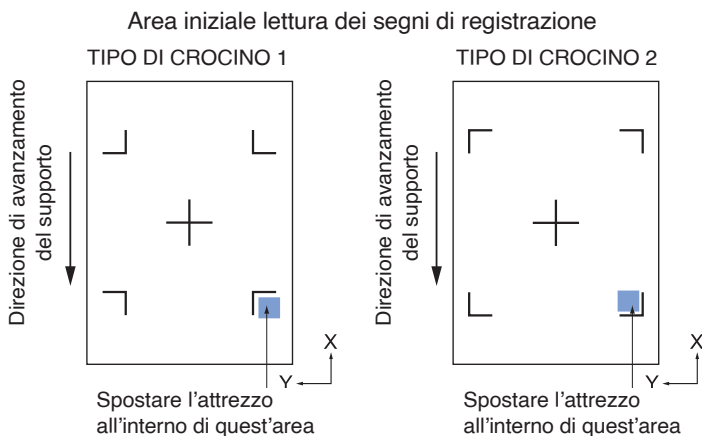 Area iniziale lettura dei segni di registrazione
TIPO DI CROCINO 1
TIPO DI CROCINO 2
Direzione di avanzamento
del supporto
Direzione di avanzamento
del supporto
X
Y
X
Y
Spostare l'attrezzo
all'interno di quest'area
Spostare l'attrezzo
all'interno di quest'area